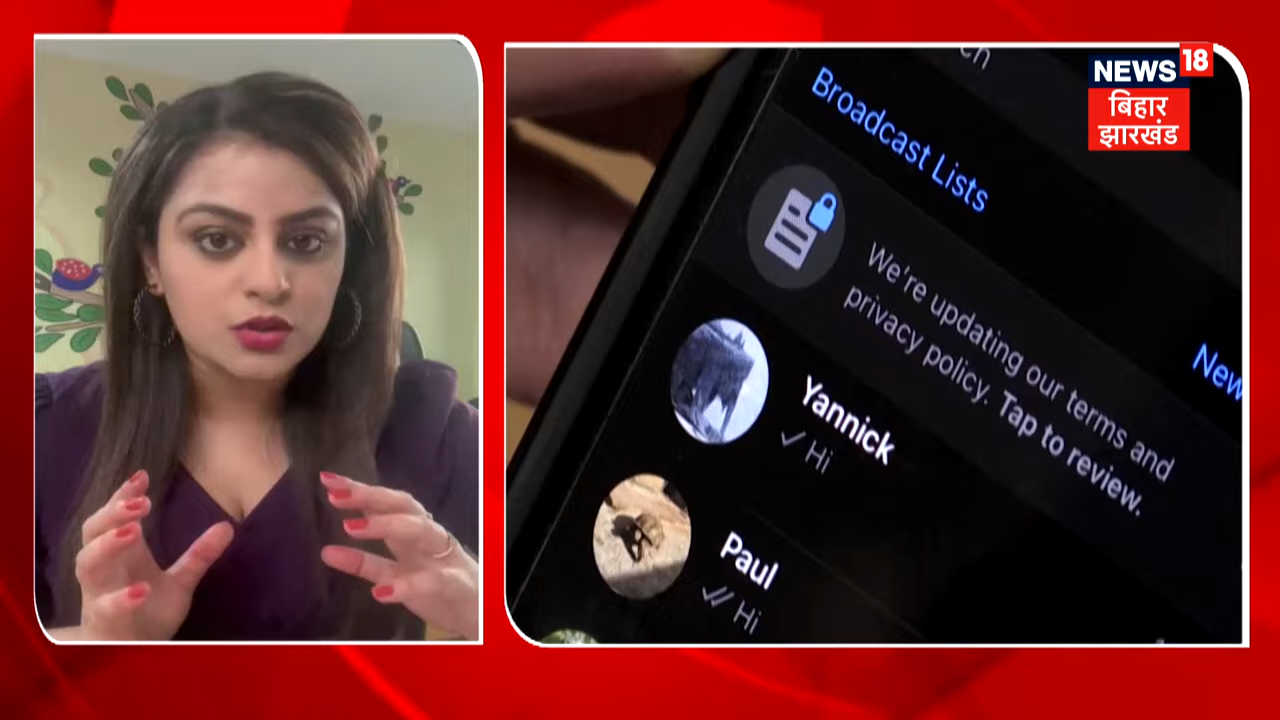 NEWS 18
बिहार
झारखंड
Broadcast Lists
New
We're updating our terms and
privacy policy. Tap to review.
Yannick
✓ Hi
Paul
✓✓ Hi